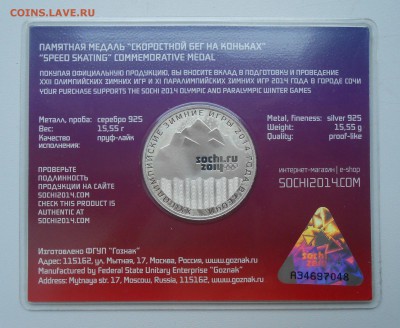 ПАМЯТНАЯ МЕДАЛЬ "СКОРОСТНОЙ БЕГ НА КОНЬКАХ"
"SPEED SKATING" COMMEMORATIVE MEDAL
ПОКУПАЯ ОФИЦИАЛЬНУЮ ПРОДУКЦИЮ, ВЫ ВНОСИТЕ ВКЛАД В ПОДГОТОВКУ И ПРОВЕДЕНИЕ
XXII ОЛИМПИЙСКИХ ЗИМНИХ ИГР И XI ПАРАЛИМПИЙСКИХ ЗИМНИХ ИГР 2014 ГОДА В ГОРОДЕ СОЧИ
YOUR PURCHASE SUPPORTS THE SOCHI 2014 OLYMPIC AND PARALYMPIC WINTER GAMES
Металл, проба: серебро 925
Вес: 15,55 г
Качество исполнения: пруф-лайк
Metal, fineness: silver 925
Weight: 15,55 g
Quality: proof-like
ЗИМНИЕ ИГРЫ 2014
sochi.ru
2014
ПРОВЕРЬТЕ
ПОДЛИННОСТЬ
ПРОДУКЦИИ НА САЙТЕ
SOCHI2014.COM
CHECK THIS PRODUCT IS
AUTHENTIC AT
SOCHI2014.COM
ИНТЕРНЕТ-МАГАЗИН | e-shop
SOCHI2014.COM
Изготовлено ФГУП "Гознак"
Адрес: 115162, ул. Мытная, 17, Москва, Россия, www.goznak.ru
Manufactured by Federal State Unitary Enterprise "Goznak"
Address: Mytnaya str. 17, Moscow, Russia, 115162, www.goznak.ru
sochi
2014
A34697048
coins.lave.ru